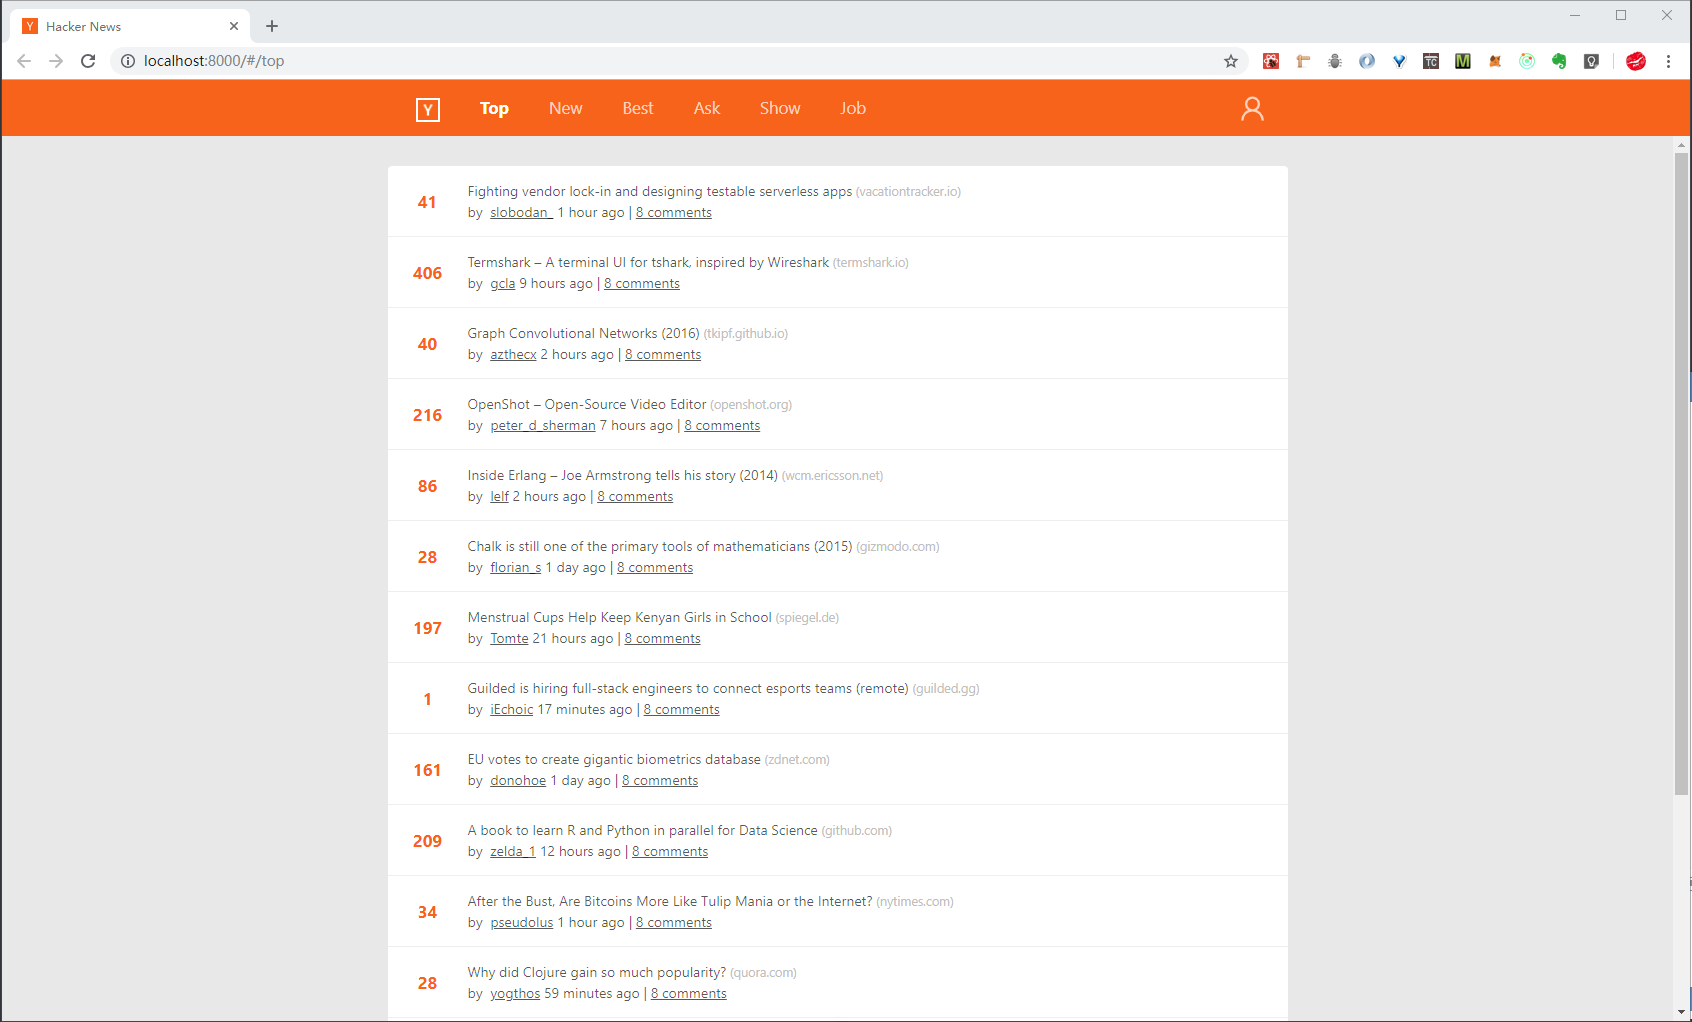 Y Hacker News
localhost:8000/#/top
TC M
Y Top New Best Ask Show Job
41
Fighting vendor lock-in and designing testable serverless apps (vacationtracker.io)
by slobodan_ 1 hour ago | 8 comments
406
Termshark – A terminal UI for tshark, inspired by Wireshark (termshark.io)
by gcla 9 hours ago | 8 comments
40
Graph Convolutional Networks (2016) (tkipf.github.io)
by azthecx 2 hours ago | 8 comments
216
OpenShot – Open-Source Video Editor (openshot.org)
by peter_d_sherman 7 hours ago | 8 comments
86
Inside Erlang – Joe Armstrong tells his story (2014) (wcm.ericsson.net)
by lelf 2 hours ago | 8 comments
28
Chalk is still one of the primary tools of mathematicians (2015) (gizmodo.com)
by florian_s 1 day ago | 8 comments
197
Menstrual Cups Help Keep Kenyan Girls in School (spiegel.de)
by Tomte 21 hours ago | 8 comments
1
Guilded is hiring full-stack engineers to connect esports teams (remote) (guilded.gg)
by iEchoic 17 minutes ago | 8 comments
161
EU votes to create gigantic biometrics database (zdnet.com)
by donohoe 1 day ago | 8 comments
209
A book to learn R and Python in parallel for Data Science (github.com)
by zelda_1 12 hours ago | 8 comments
34
After the Bust, Are Bitcoins More Like Tulip Mania or the Internet? (nytimes.com)
by pseudolus 1 hour ago | 8 comments
28
Why did Clojure gain so much popularity? (quora.com)
by yogthos 59 minutes ago | 8 comments